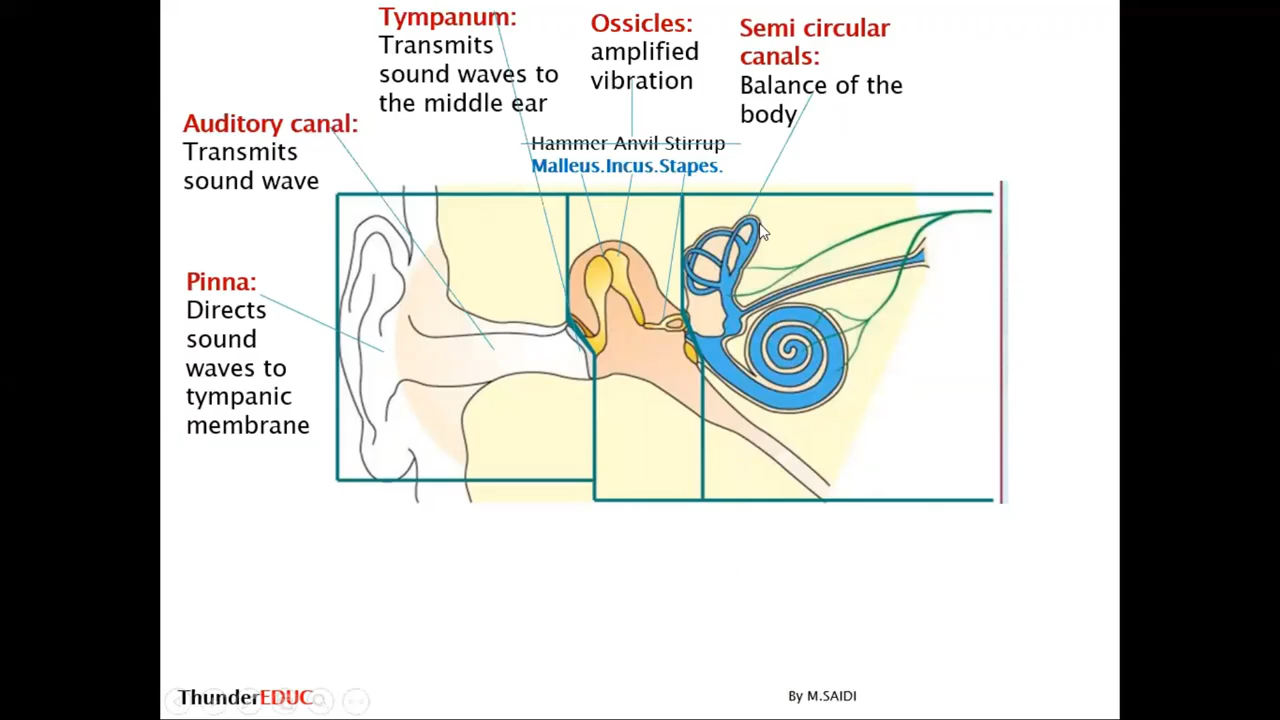 Tympanum:
Transmits
sound waves to
the middle ear
Ossicles:
amplified
vibration
Semi circular
canals:
Balance of the
body
Auditory canal:
Transmits
sound wave
Hammer Anvil Stirrup
Malleus.Incus.Stapes.
Pinna:
Directs
sound
waves to
tympanic
membrane
ThunderEDUC
By M.SAIDI